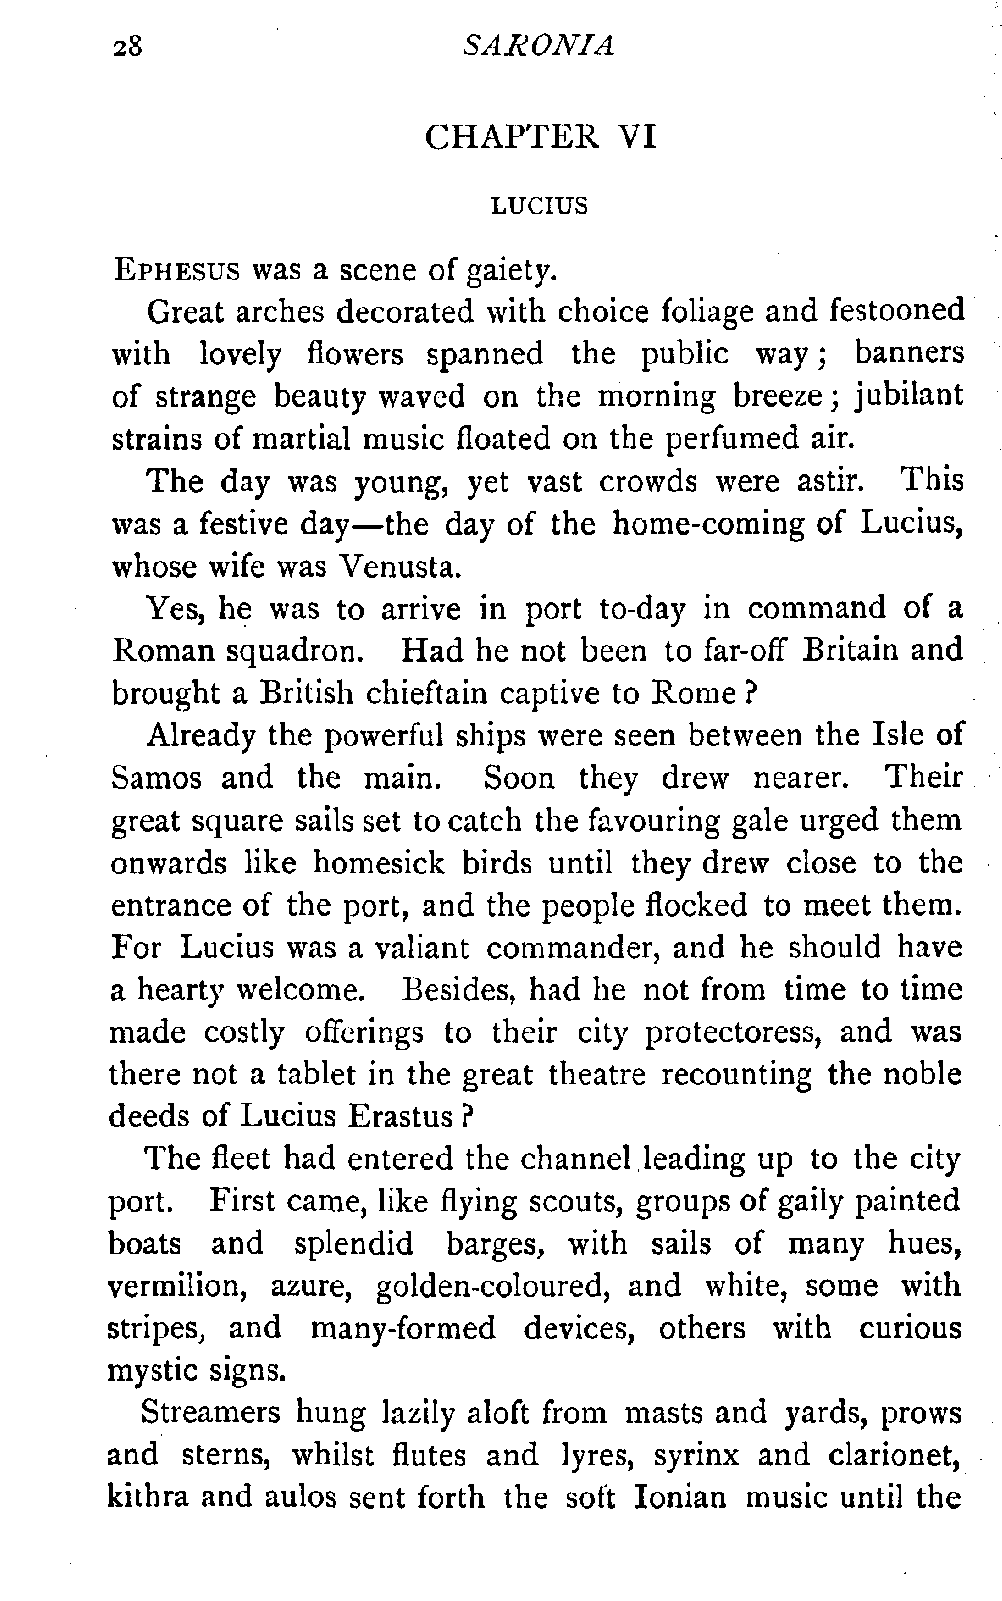 28 SARONIA
CHAPTER VI
LUCIUS
EPHESUS was a scene of gaiety.
Great arches decorated with choice foliage and festooned
with lovely flowers spanned the public way; banners
of strange beauty waved on the morning breeze; jubilant
strains of martial music floated on the perfumed air.
The day was young, yet vast crowds were astir. This
was a festive day—the day of the home-coming of Lucius,
whose wife was Venusta.
Yes, he was to arrive in port to-day in command of a
Roman squadron. Had he not been to far-off Britain and
brought a British chieftain captive to Rome?
Already the powerful ships were seen between the Isle of
Samos and the main. Soon they drew nearer. Their
great square sails set to catch the favouring gale urged them
onwards like homesick birds until they drew close to the
entrance of the port, and the people flocked to meet them.
For Lucius was a valiant commander, and he should have
a hearty welcome. Besides, had he not from time to time
made costly offerings to their city protectoress, and was
there not a tablet in the great theatre recounting the noble
deeds of Lucius Erastus?
The fleet had entered the channel leading up to the city
port. First came, like flying scouts, groups of gaily painted
boats and splendid barges, with sails of many hues,
vermilion, azure, golden-coloured, and white, some with
stripes, and many-formed devices, others with curious
mystic signs.
Streamers hung lazily aloft from masts and yards, prows
and sterns, whilst flutes and lyres, syrinx and clarionet,
kithra and aulos sent forth the soft Ionian music until the